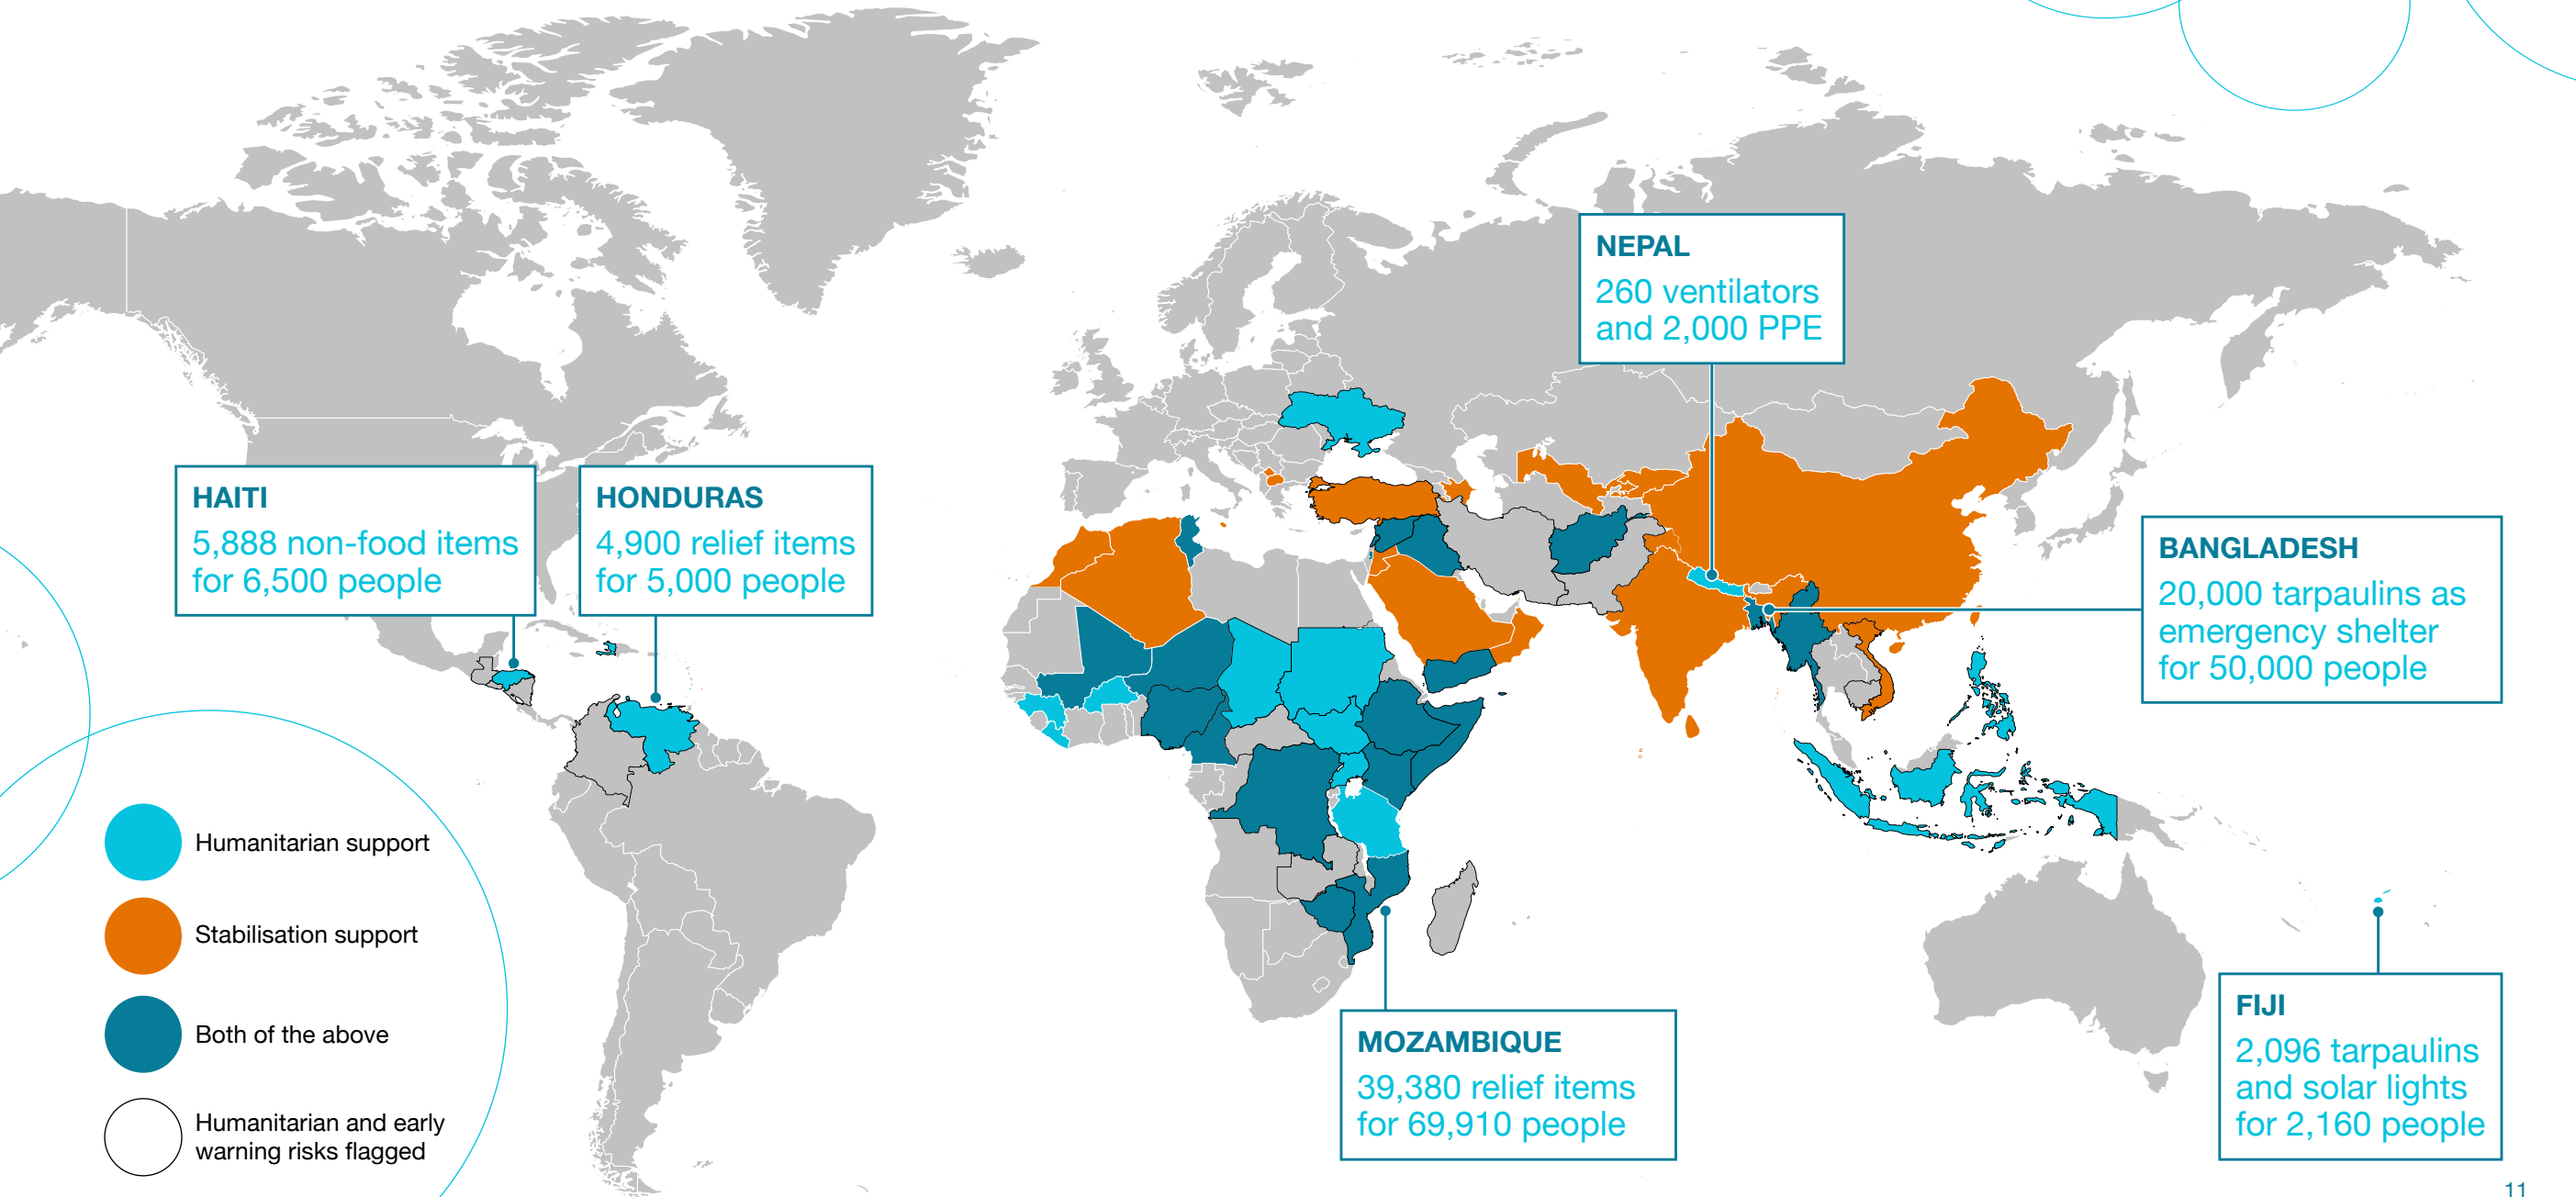 NEPAL
260 ventilators
and 2,000 PPE
HAITI
5,888 non-food items
for 6,500 people
HONDURAS
4,900 relief items
for 5,000 people
BANGLADESH
20,000 tarpaulins as
emergency shelter
for 50,000 people
Humanitarian support
Stabilisation support
Both of the above
Humanitarian and early
warning risks flagged
MOZAMBIQUE
39,380 relief items
for 69,910 people
FIJI
2,096 tarpaulins
and solar lights
for 2,160 people
11